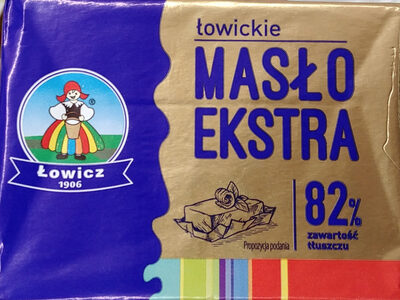 łowickie
MASŁO
EKSTRA
®
Łowicz
1906
82%
zawartość
tłuszczu
Propozycja podania